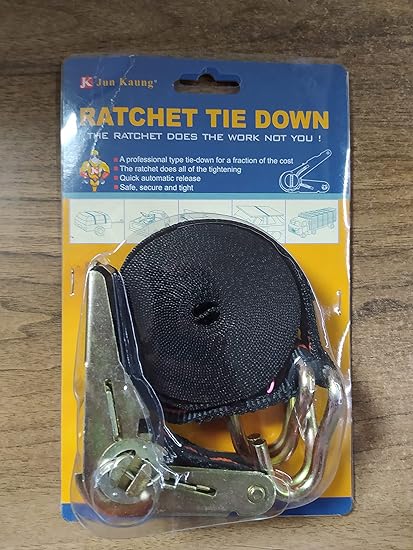 JK Jun Kaung®
RATCHET TIE DOWN
THE RATCHET DOES THE WORK NOT YOU !
A professional type tie-down for a fraction of the cost
The ratchet does all of the tightening
Quick automatic release
Safe, secure and tight